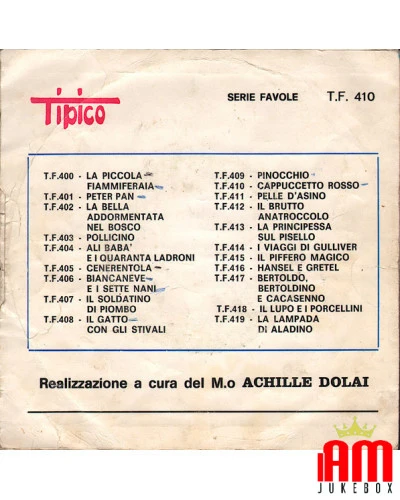 Tipico
SERIE FAVOLE T.F. 410
T.F.400 - LA PICCOLA
FIAMMIFERAIA
T.F.401 - PETER PAN
T.F.402 - LA BELLA
ADDORMENTATA
NEL BOSCO
T.F.403 - POLLICINO
T.F.404 - ALI BABA'
E I QUARANTA LADRONI
T.F.405 - CENERENTOLA
T.F.406 - BIANCANEVE
E I SETTE NANI
T.F.407 - IL SOLDATINO
DI PIOMBO
T.F.408 - IL GATTO
CON GLI STIVALI
T.F.409 - PINOCCHIO
T.F.410 - CAPPUCCETTO ROSSO
T.F.411 - PELLE D'ASINO
T.F.412 - IL BRUTTO
ANATROCCOLO
T.F.413 - LA PRINCIPESSA
SUL PISELLO
T.F.414 - I VIAGGI DI GULLIVER
T.F.415 - IL PIFFERO MAGICO
T.F.416 - HANSEL E GRETEL
T.F.417 - BERTOLDO,
BERTOLDINO
E CACASENNO
T.F.418 - IL LUPO E I PORCELLINI
T.F.419 - LA LAMPADA
DI ALADINO
Realizzazione a cura del M.o ACHILLE DOLAI
IAM
JUKEBOX